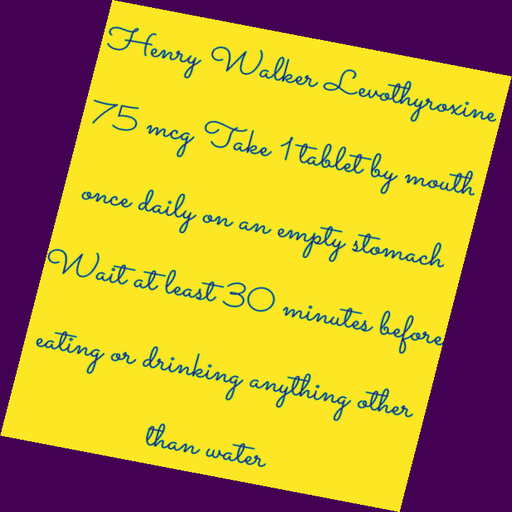 Henry Walker Levothyroxine
75 mcg Take 1 tablet by mouth
once daily on an empty stomach
Wait at least 30 minutes before
eating or drinking anything other
than water